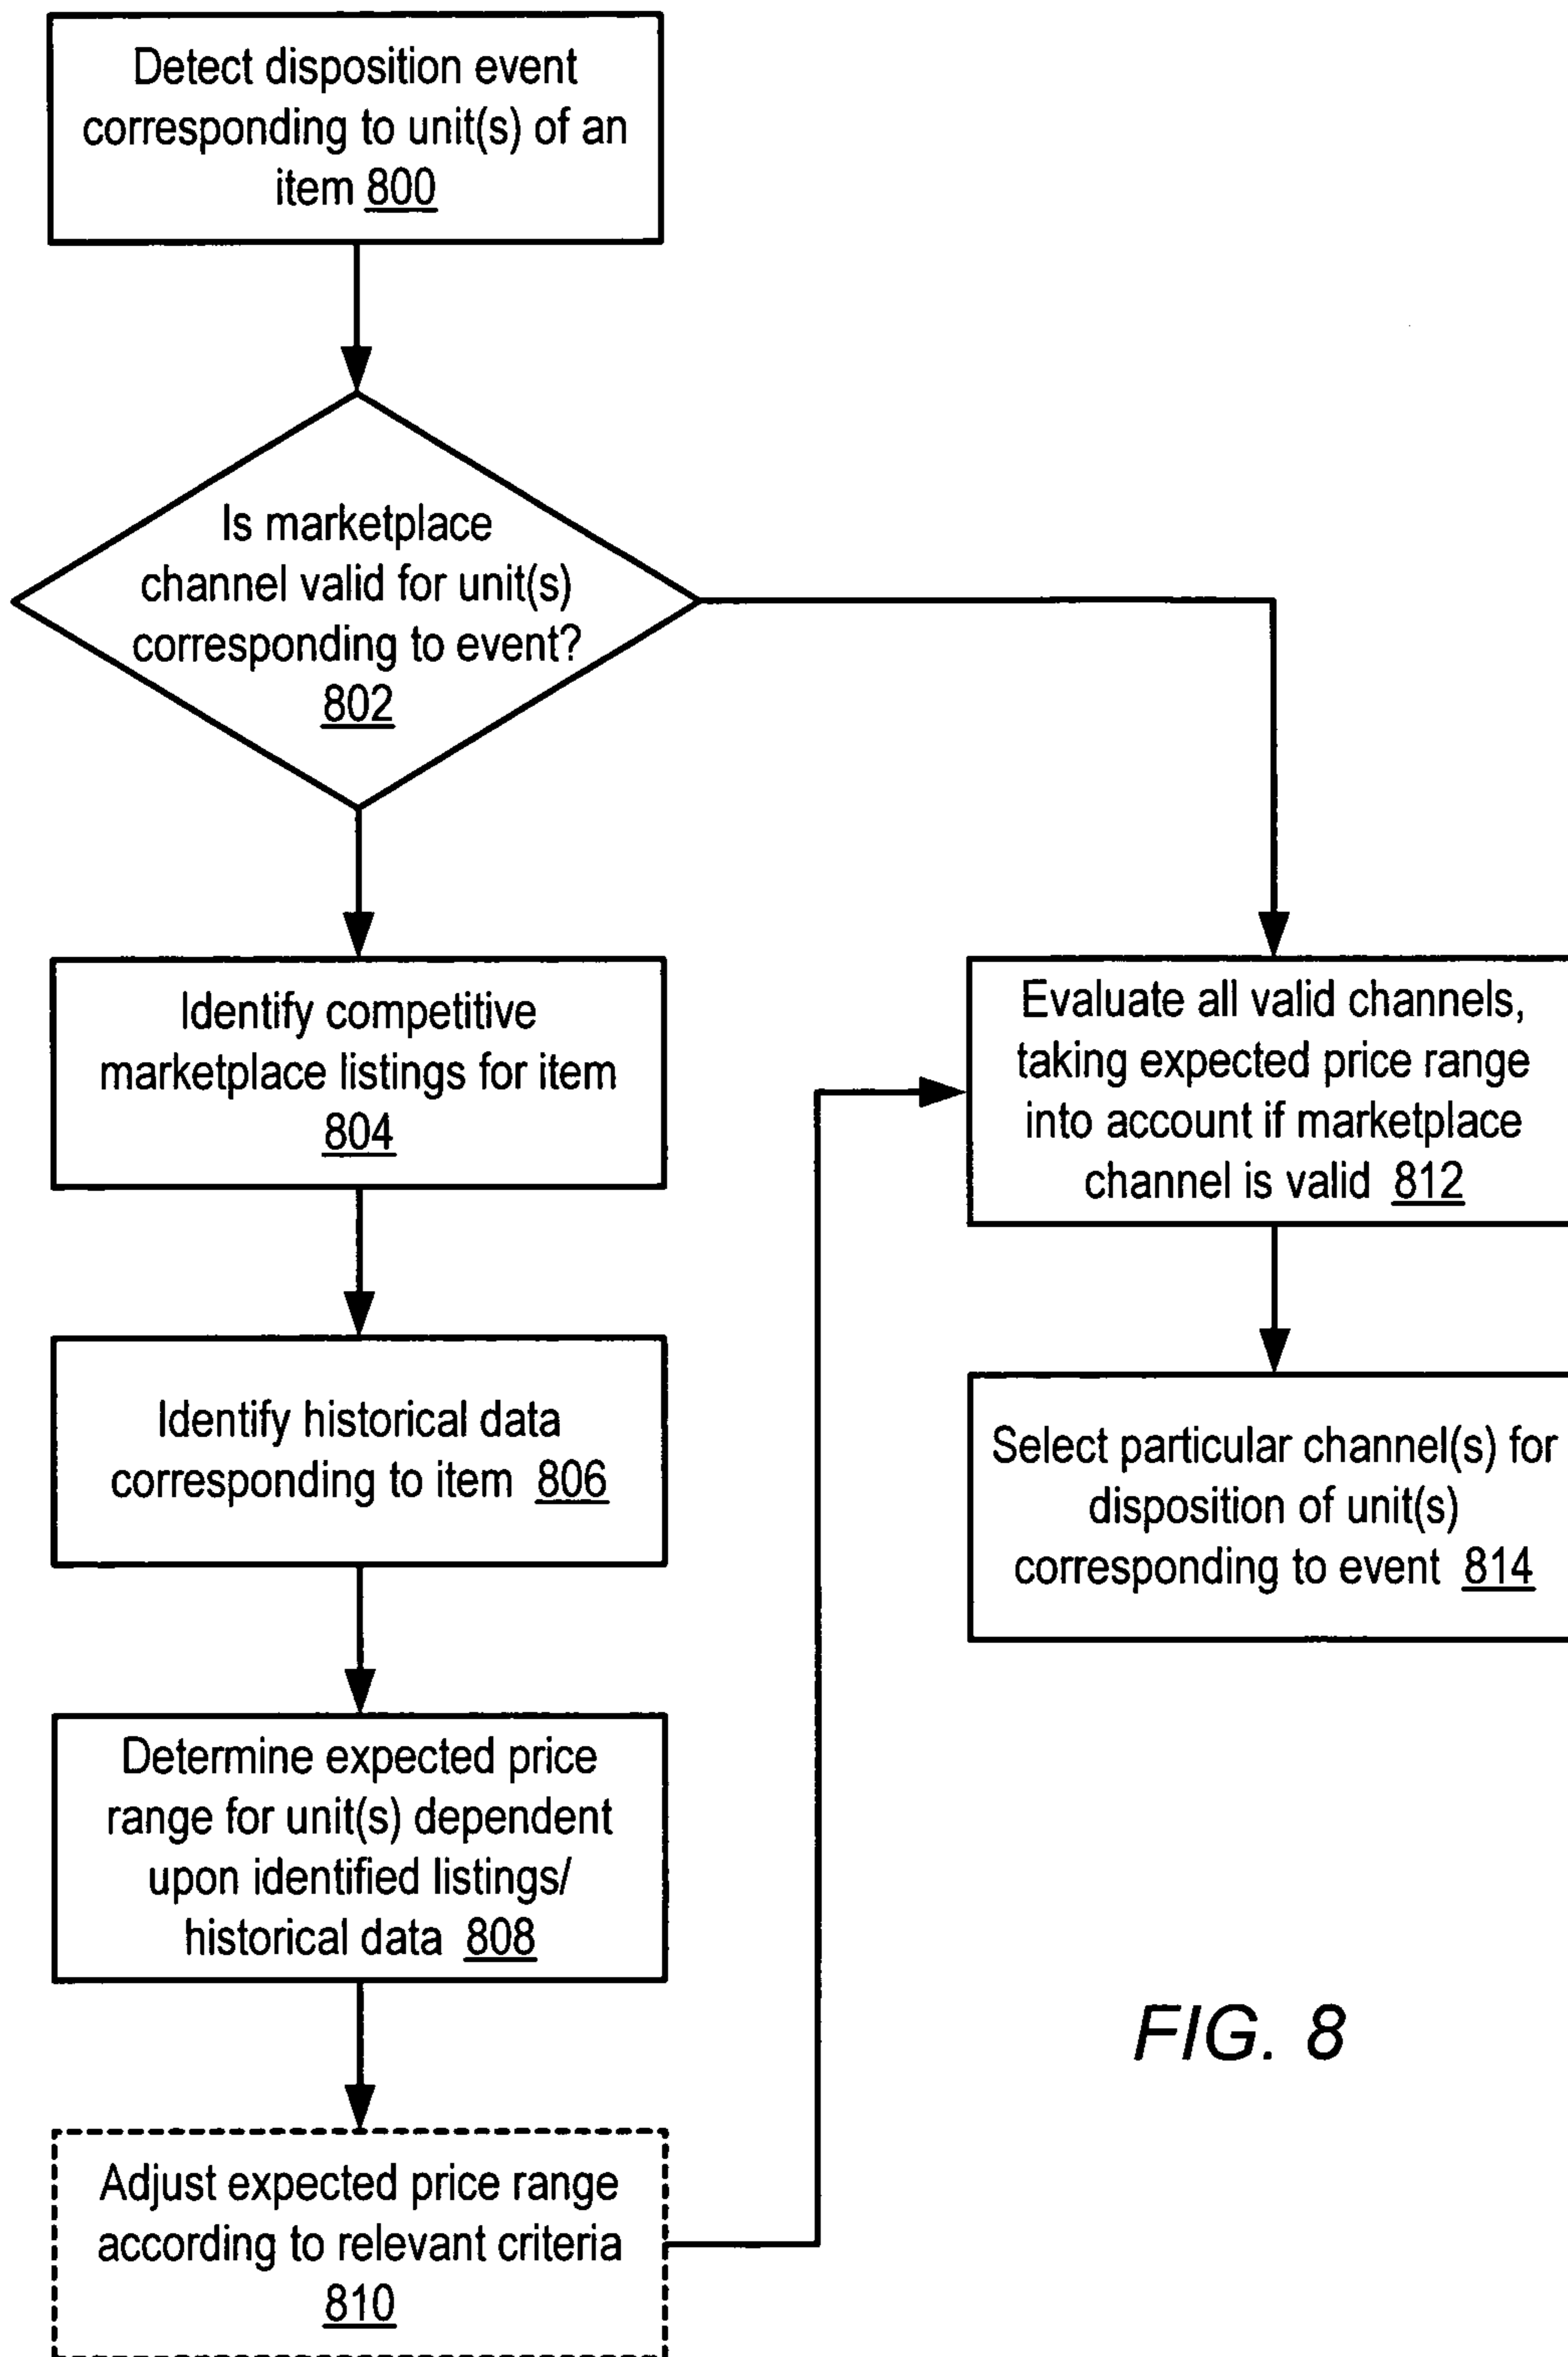 Detect disposition event
corresponding to unit(s) of an
item 800
Is marketplace
channel valid for unit(s)
corresponding to event?
802
Identify competitive
marketplace listings for item
804
Identify historical data
corresponding to item 806
Determine expected price
range for unit(s) dependent
upon identified listings/
historical data 808
Adjust expected price range
according to relevant criteria
810
Evaluate all valid channels,
taking expected price range
into account if marketplace
channel is valid 812
Select particular channel(s) for
disposition of unit(s)
corresponding to event 814
FIG. 8